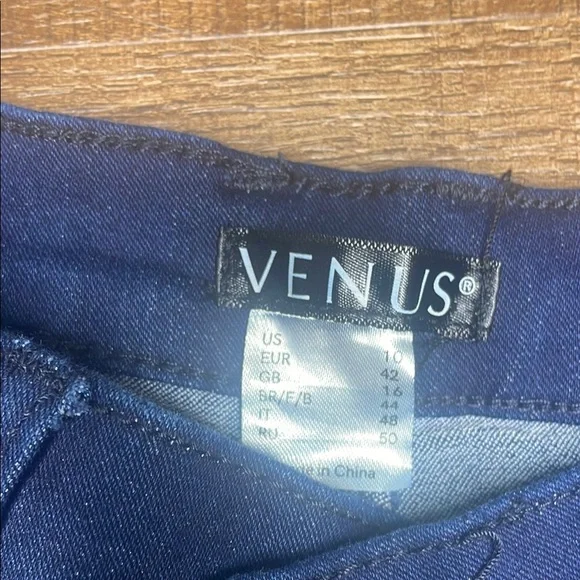 VENUS®
US 10
EUR 42
GB 16
BR/F/B 44
IT 48
RU 50
in China